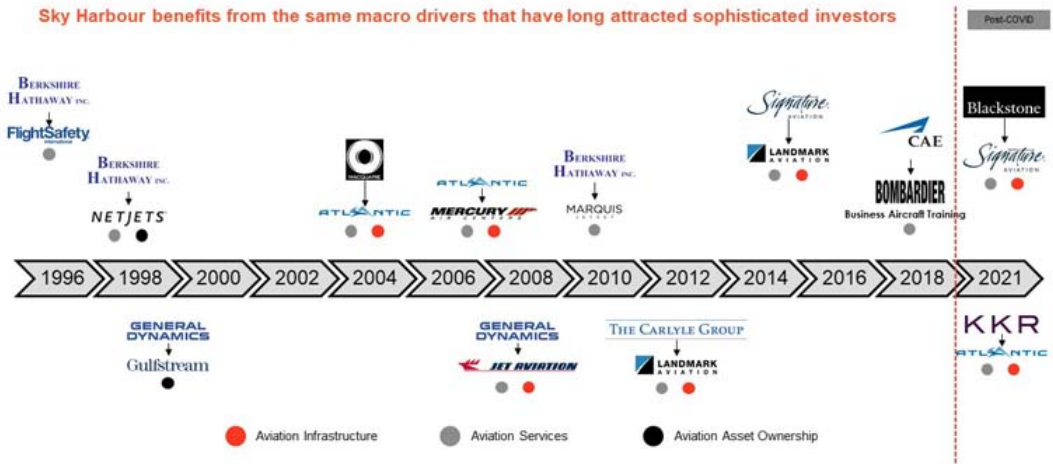 Sky Harbour benefits from the same macro drivers that have long attracted sophisticated investors
Post-COVID
BERKSHIRE
HATHAWAY INC.
FlightSafety
international
BERKSHIRE
HATHAWAY INC.
NETJETS
MACQUARIE
ATLANTIC
ATLANTIC
MERCURY
AIR CENTERS
BERKSHIRE
HATHAWAY INC.
MARQUIS
Signature
AVIATION
LANDMARK
AVIATION
CAE
BOMBARDIER
Business Aircraft Training
Blackstone
Signature
AVIATION
1996
1998
2000
2002
2004
2006
2008
2010
2012
2014
2016
2018
2021
GENERAL
DYNAMICS
Gulfstream
GENERAL
DYNAMICS
JET AVIATION
THE CARLYLE GROUP
LANDMARK
AVIATION
KKR
ATLANTIC
Aviation Infrastructure
Aviation Services
Aviation Asset Ownership